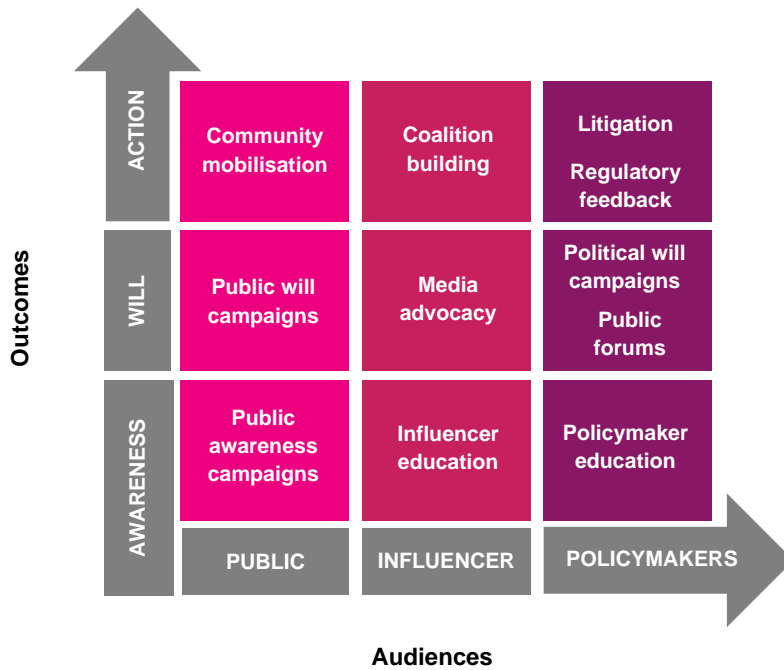 Outcomes
ACTION
Community
mobilisation
Coalition
building
Litigation
Regulatory
feedback
WILL
Public will
campaigns
Media
advocacy
Political will
campaigns
Public
forums
AWARENESS
Public
awareness
campaigns
Influencer
education
Policymaker
education
PUBLIC
INFLUENCER
POLICYMAKERS
Audiences